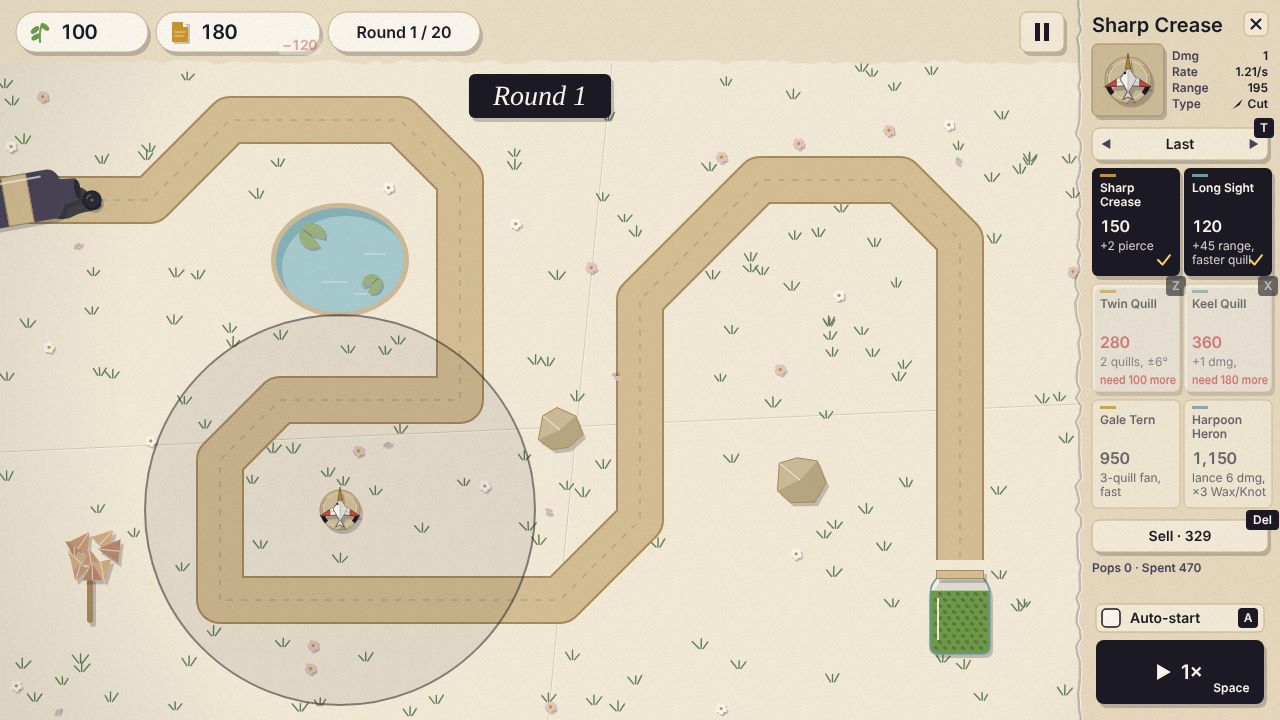 100
180
−120
Round 1 / 20
Round 1
Sharp Crease
Dmg 1
Rate 1.21/s
Range 195
Type Cut
T
Last
Sharp
Crease
150
+2 pierce
Long Sight
120
+45 range,
faster quill
Z
X
Twin Quill
280
2 quills, ±6°
need 100 more
Keel Quill
360
+1 dmg,
need 180 more
Gale Tern
950
3-quill fan,
fast
Harpoon
Heron
1,150
lance 6 dmg,
×3 Wax/Knot
Del
Sell · 329
Pops 0 · Spent 470
Auto-start A
1×
Space